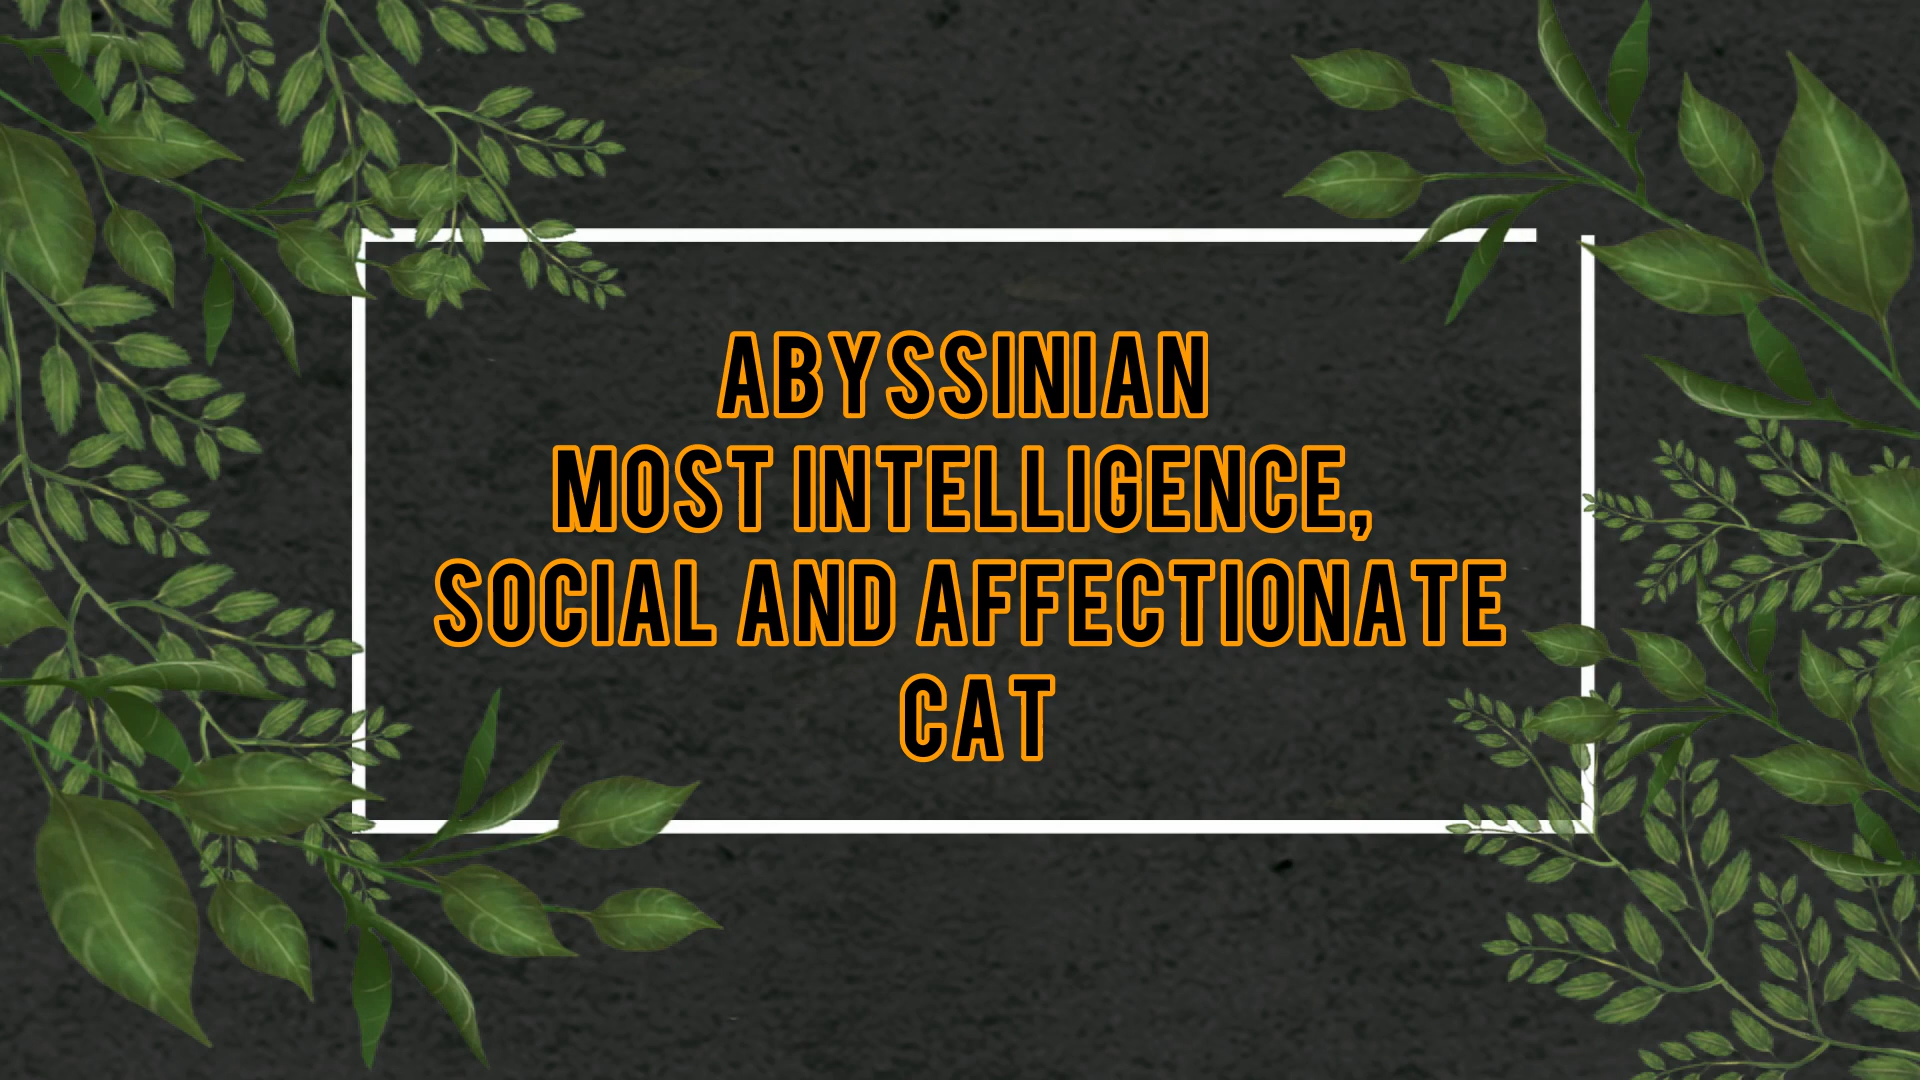 ABYSSINIAN
MOST INTELLIGENCE,
SOCIAL AND AFFECTIONATE
CAT